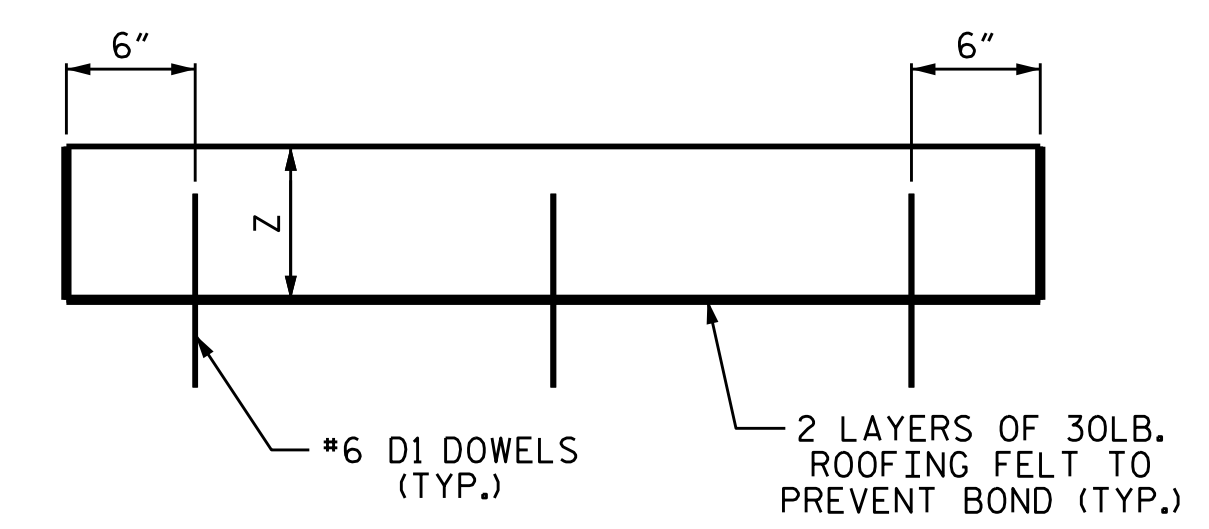 6"
6"
Z
#6 D1 DOWELS
(TYP.)
2 LAYERS OF 30LB.
ROOFING FELT TO
PREVENT BOND (TYP.)